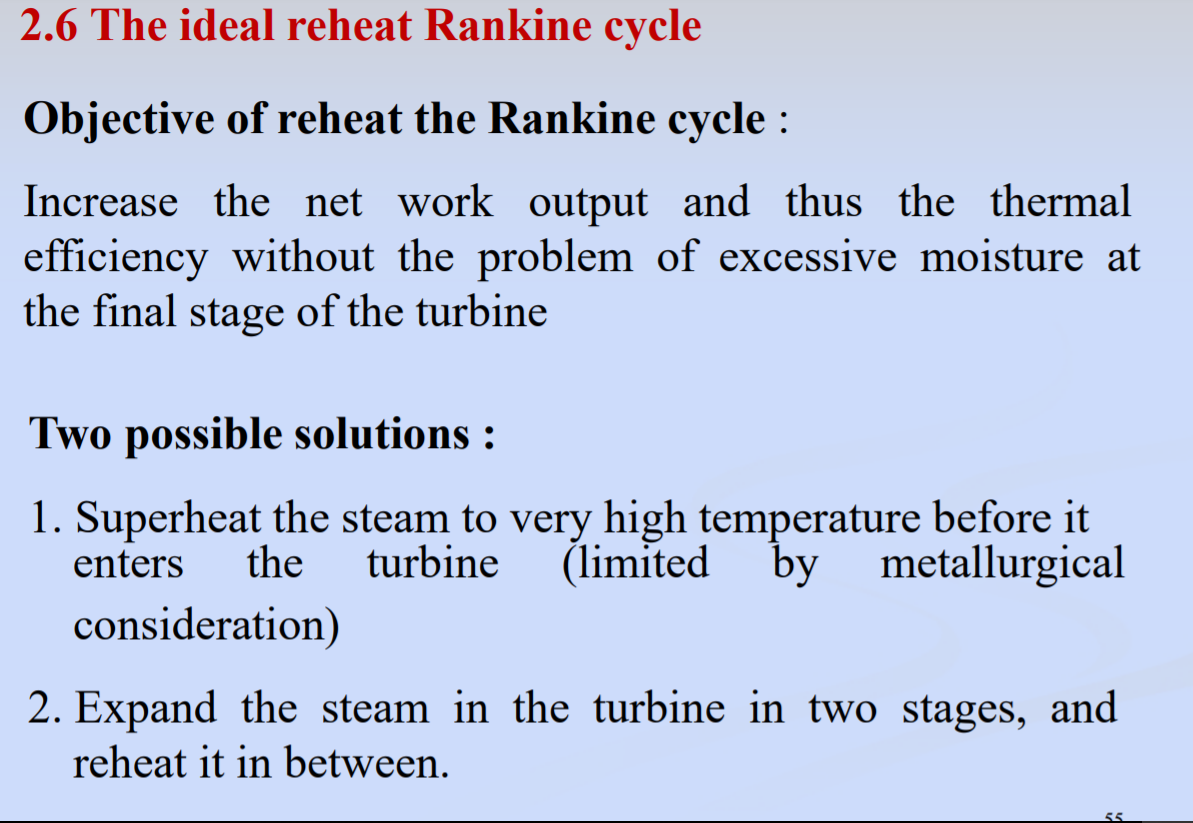 2.6 The ideal reheat Rankine cycle
Objective of reheat the Rankine cycle :
Increase the net work output and thus the thermal
efficiency without the problem of excessive moisture at
the final stage of the turbine
Two possible solutions :
1. Superheat the steam to very high temperature before it
enters the turbine (limited by metallurgical
consideration)
2. Expand the steam in the turbine in two stages, and
reheat it in between.
55